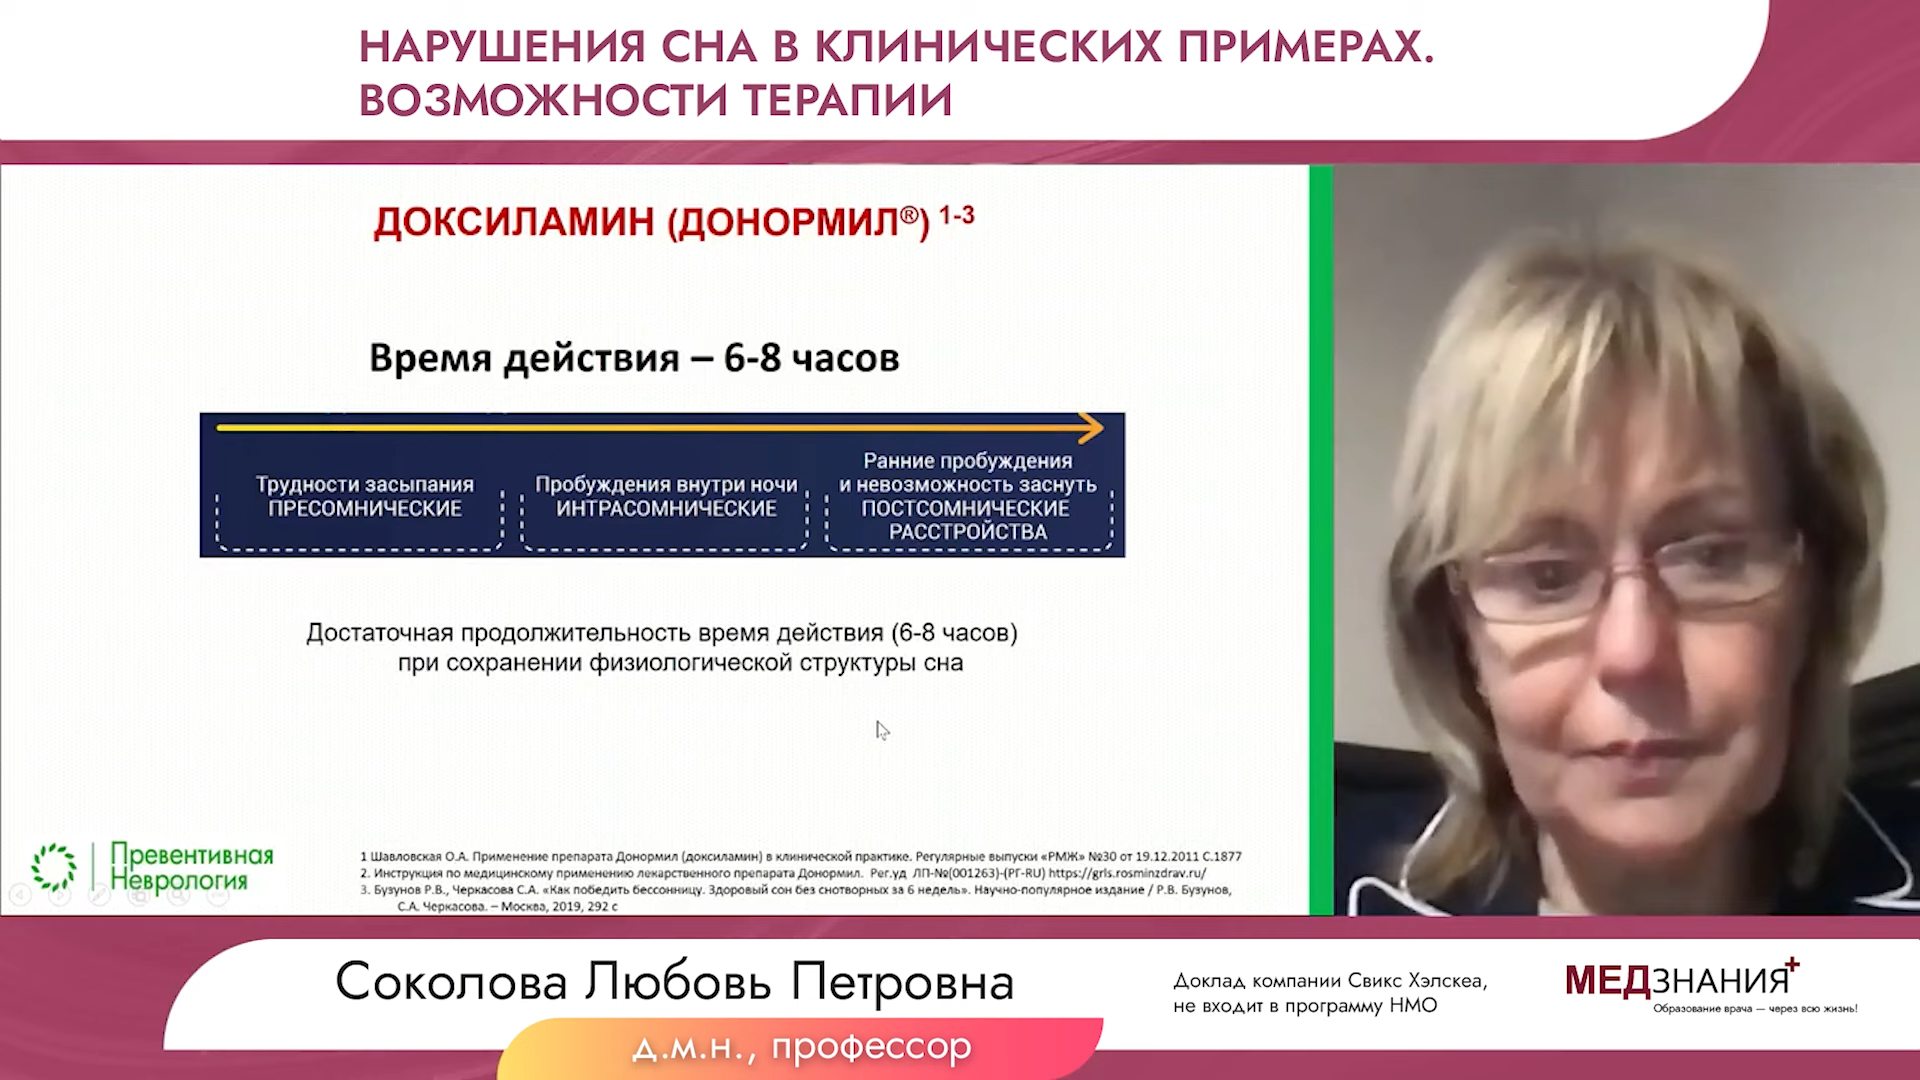 НАРУШЕНИЯ СНА В КЛИНИЧЕСКИХ ПРИМЕРАХ.
ВОЗМОЖНОСТИ ТЕРАПИИ
ДОКСИЛАМИН (ДОНОРМИЛ®) 1-3
Время действия – 6-8 часов
Трудности засыпания
ПРЕСОМНИЧЕСКИЕ
Пробуждения внутри ночи
ИНТРАСОМНИЧЕСКИЕ
Ранние пробуждения
и невозможность заснуть
ПОСТСОМНИЧЕСКИЕ
РАССТРОЙСТВА
Достаточная продолжительность время действия (6-8 часов)
при сохранении физиологической структуры сна
Превентивная
Неврология
1 Шавловская О.А. Применение препарата Донормил (доксиламин) в клинической практике. Регулярные выпуски «РМЖ» №30 от 19.12.2011 С.1877
2. Инструкция по медицинскому применению лекарственного препарата Донормил. Рег.уд ЛП-№(001263)-(РГ-RU) https://grls.rosminzdrav.ru/
3. Бузунов Р.В., Черкасова С.А. «Как победить бессонницу. Здоровый сон без снотворных за 6 недель». Научно-популярное издание / Р.В. Бузунов,
С.А. Черкасова. – Москва, 2019, 292 с
Соколова Любовь Петровна
д.м.н., профессор
Доклад компании Свикс Хэлскеа,
не входит в программу НМО
МЕДЗНАНИЯ+
Образование врача — через всю жизнь!